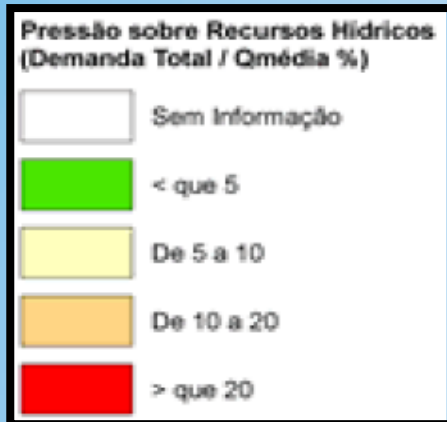 Pressão sobre Recursos Hídricos
(Demanda Total / Qmédia %)
Sem Informação
< que 5
De 5 a 10
De 10 a 20
> que 20